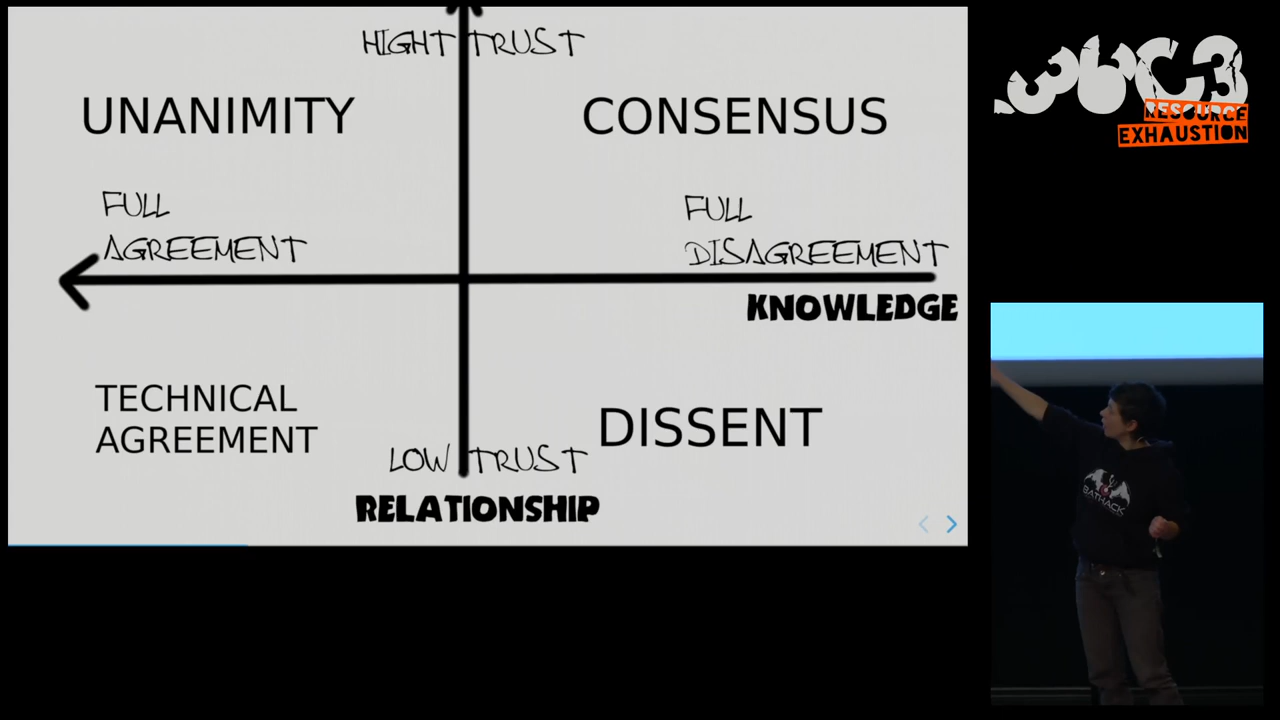 HIGHT TRUST
UNANIMITY
CONSENSUS
FULL
AGREEMENT
FULL
DISAGREEMENT
KNOWLEDGE
TECHNICAL
AGREEMENT
DISSENT
LOW TRUST
RELATIONSHIP
36C3
RESOURCE
EXHAUSTION
BATHACK